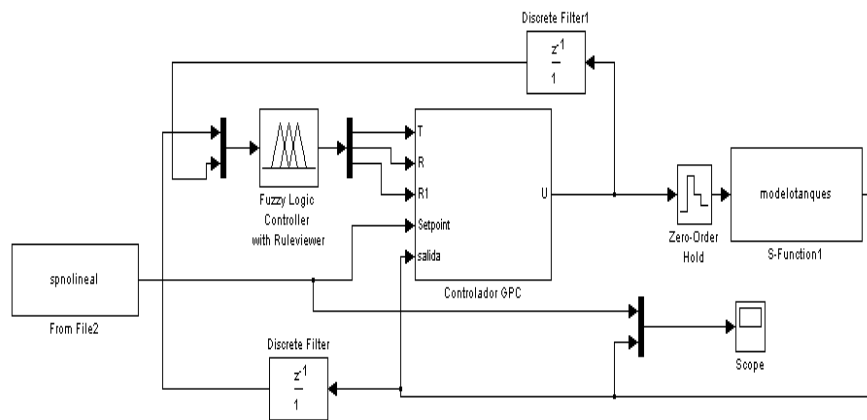 Discrete Filter1
z-1
1
Fuzzy Logic
Controller
with Ruleviewer
T
R
R1
Setpoint
salida
U
Controlador GPC
Zero-Order
Hold
modelotanques
S-Function1
spnolineal
From File2
Discrete Filter
z-1
1
Scope